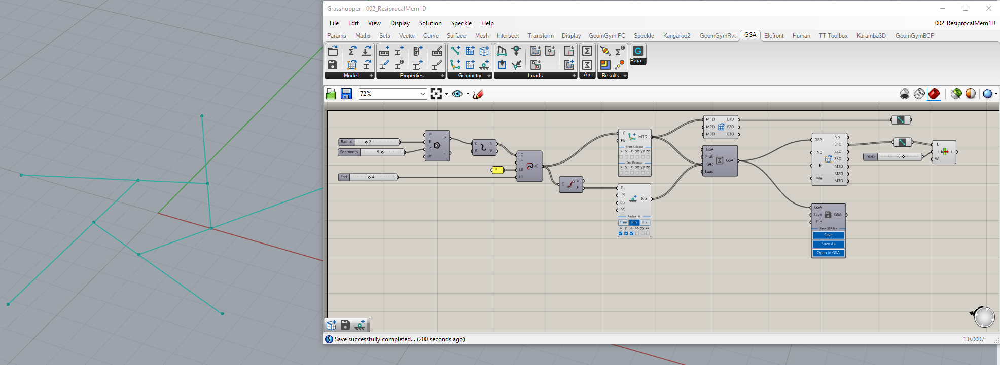 Grasshopper - 002_ResiprocalMem1D
File Edit View Display Solution Speckle Help 002_ResiprocalMem1D
Params Maths Sets Vector Curve Surface Mesh Intersect Transform Display GeomGymIFC Speckle Kangaroo2 GeomGymRvt GSA Elefront Human TT Toolbox Karamba3D GeomGymBCF
G
Para...
Model Properties Geometry Loads An... Results
72%
Radius 2
Segments 5
P R S Rf P L
C R S V
0
End 4
C T L0 L1 C
C S E
C PB M1D
Start Release
x y z xx yy zz
End Release
x y z xx yy zz
Pt Pl B6 PS No
Restraints
Free Pin Fix
x y z xx yy zz
M1D E1D
M2D E2D
M3D E3D
GSA Prob Geo Load GSA
GSA No El Me No E1D E2D E3D M1D M2D M3D
Index 6
L i W i
GSA Save File GSA
Save GSA file
Save
Save As
Open in GSA
Save successfully completed... (200 seconds ago) 1.0.0007